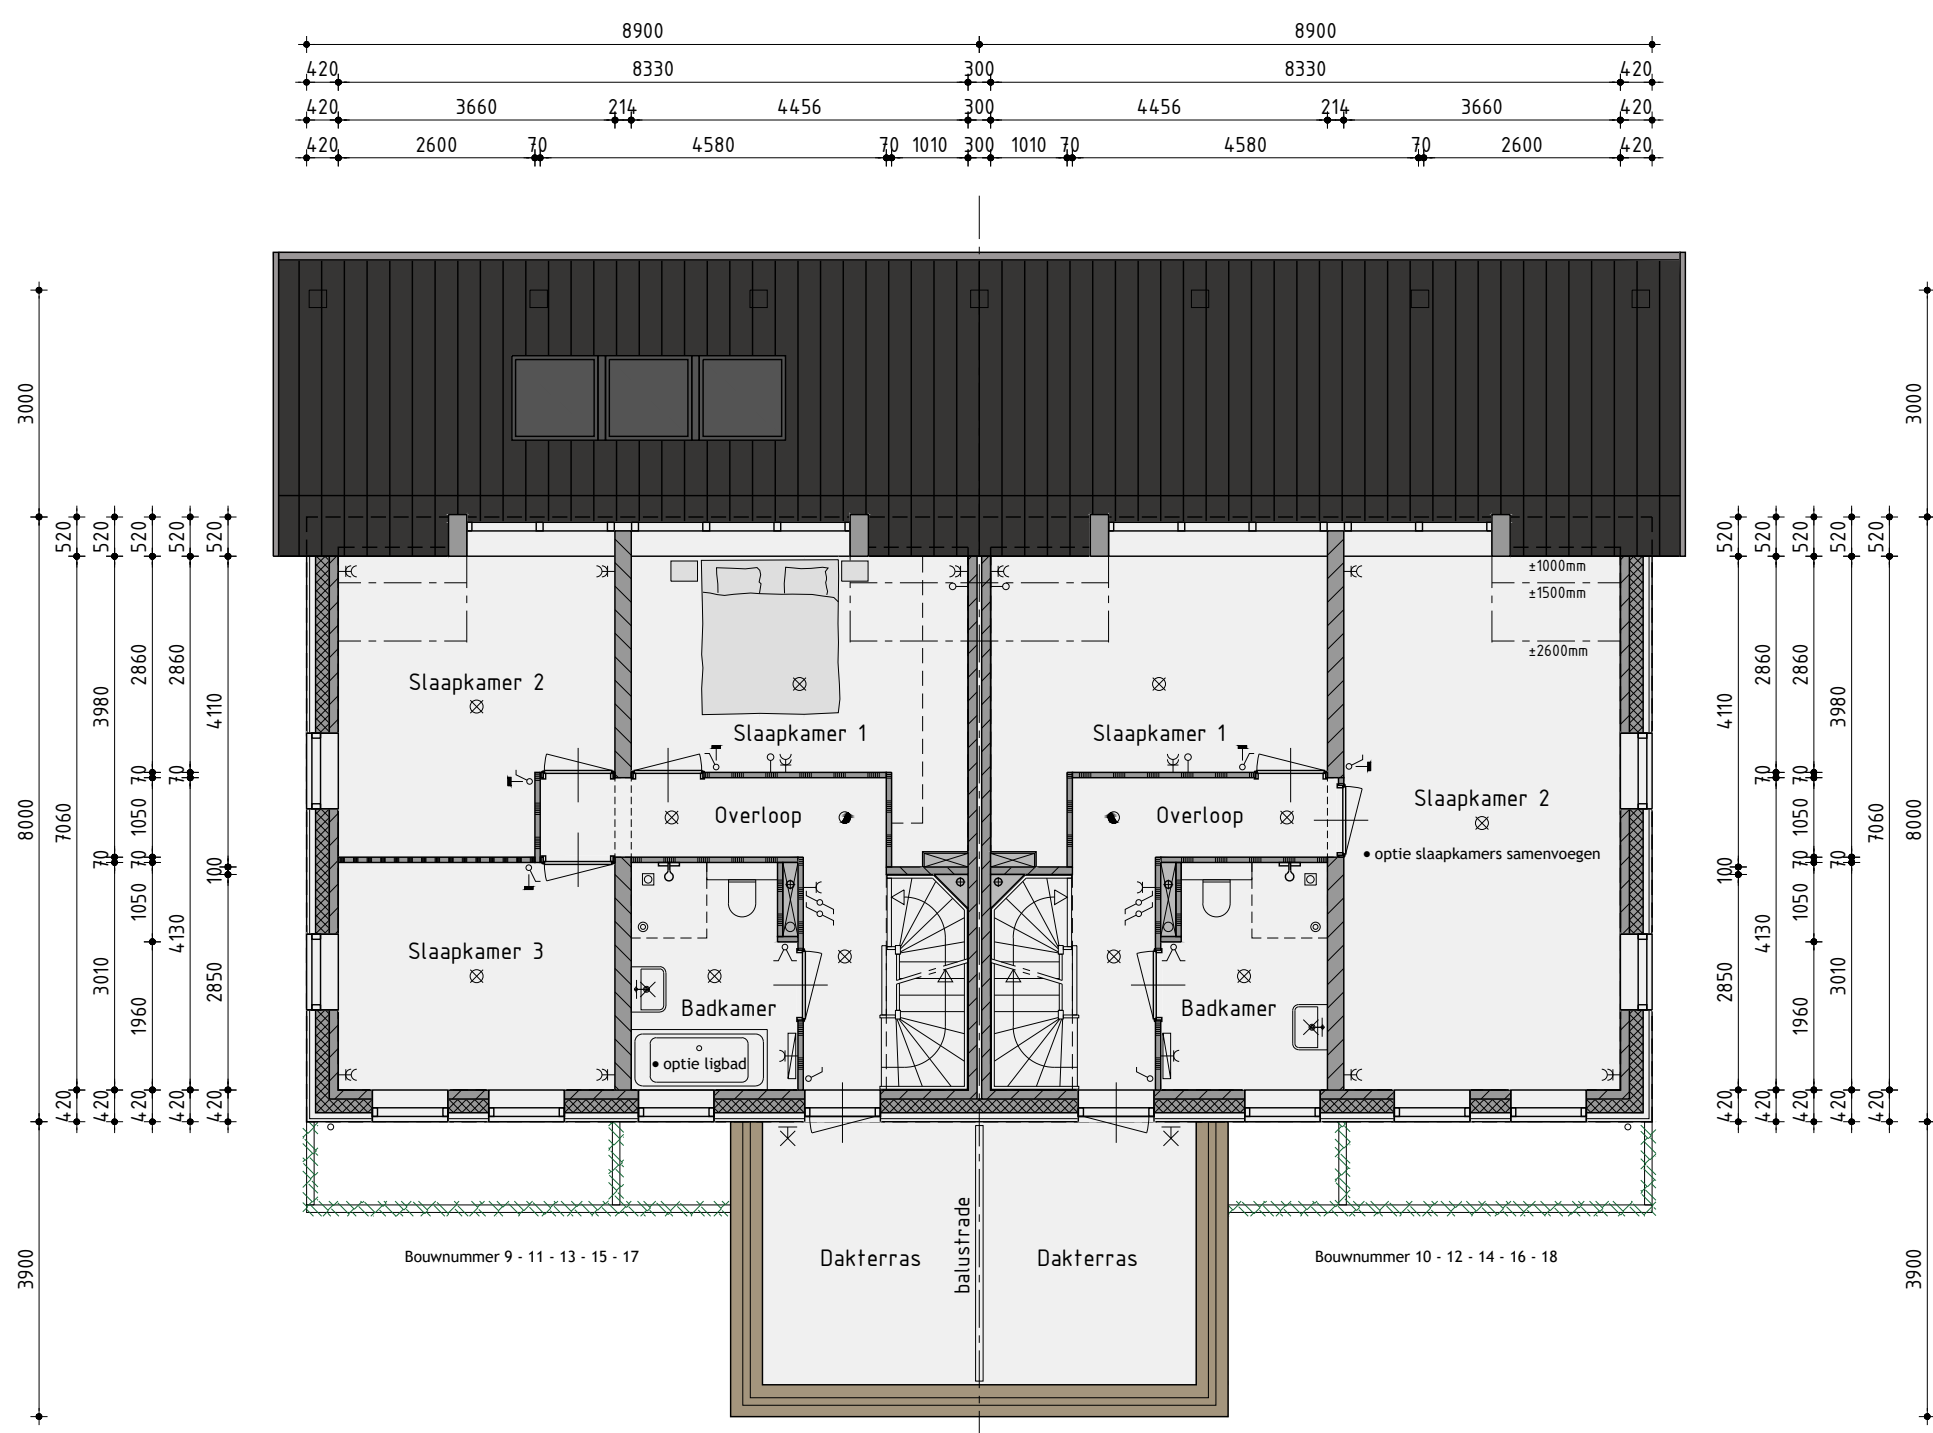 8900 8900
420 8330 300 8330 420
420 3660 214 4456 300 4456 214 3660 420
420 2600 70 4580 70 1010 300 1010 70 4580 70 2600 420
3000
8000
3900
520
7060
420
520
3980
70
3010
420
520
2860
70
1050
70
1050
1960
420
520
2860
70
4130
420
520
4110
100
2850
420
Slaapkamer 2
Slaapkamer 1
Overloop
Slaapkamer 3
Badkamer
• optie ligbad
Slaapkamer 1
±1000mm
±1500mm
±2600mm
Slaapkamer 2
Overloop
• optie slaapkamers samenvoegen
Badkamer
Bouwnummer 9 - 11 - 13 - 15 - 17
Dakterras
balustrade
Dakterras
Bouwnummer 10 - 12 - 14 - 16 - 18
520
4110
100
2850
420
520
2860
70
4130
420
520
2860
70
1050
70
1050
1960
420
520
3980
70
3010
420
520
7060
420
3000
8000
3900